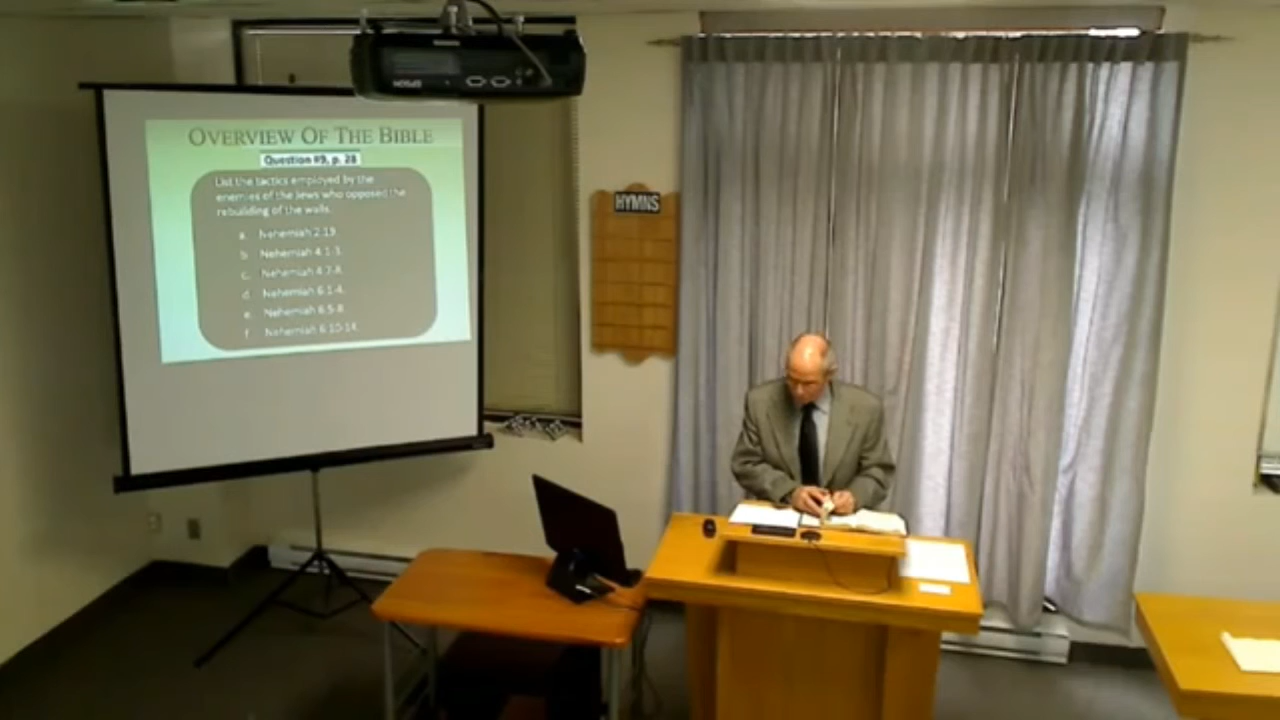 OVERVIEW OF THE BIBLE
Question #9, p. 28
List the tactics employed by the
enemies of the Jews who opposed the
rebuilding of the walls.
a. Nehemiah 2:19.
b. Nehemiah 4:1-3.
c. Nehemiah 4:7-8.
d. Nehemiah 6:1-4.
e. Nehemiah 6:5-8.
f. Nehemiah 6:10-14.
HYMNS
EPSON